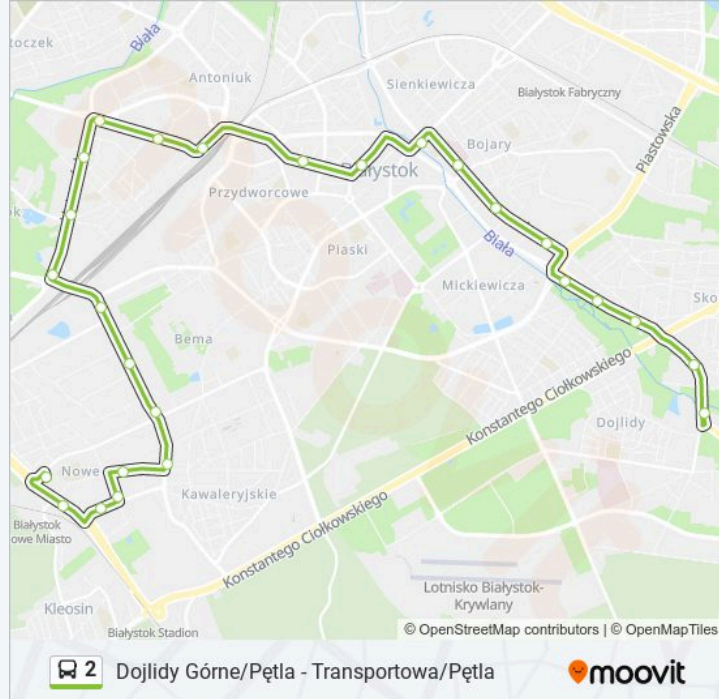 toczek
Biała
Antoniuk
Sienkiewicza
Białystok Fabryczny
Piastowska
Bojary
Białystok
Przydworcowe
ok
Biała
Piaski
Mickiewicza
Sko
Bema
Konstantego Ciołkowskiego
Dojlidy
Nowe
Kawaleryjskie
Białystok
owe Miasto
Konstantego Ciołkowskiego
Lotnisko Białystok-
Krywlany
Kleosin
Białystok Stadion
© OpenStreetMap contributors | © OpenMapTiles
2 Dojlidy Górne/Pętla - Transportowa/Pętla
moovit